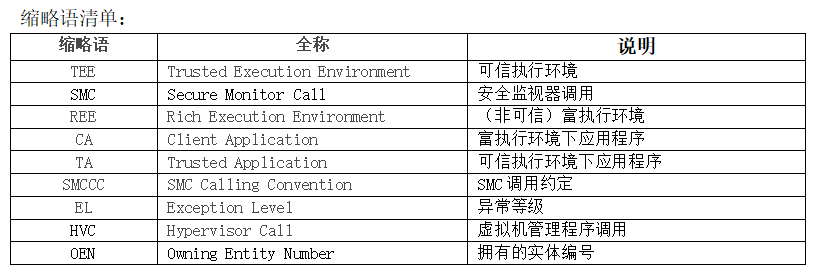 缩略语清单：
缩略语 全称 说明
TEE Trusted Execution Environment 可信执行环境
SMC Secure Monitor Call 安全监视器调用
REE Rich Execution Environment （非可信）富执行环境
CA Client Application 富执行环境下应用程序
TA Trusted Application 可信执行环境下应用程序
SMCCC SMC Calling Convention SMC 调用约定
EL Exception Level 异常等级
HVC Hypervisor Call 虚拟机管理程序调用
OEN Owning Entity Number 拥有的实体编号